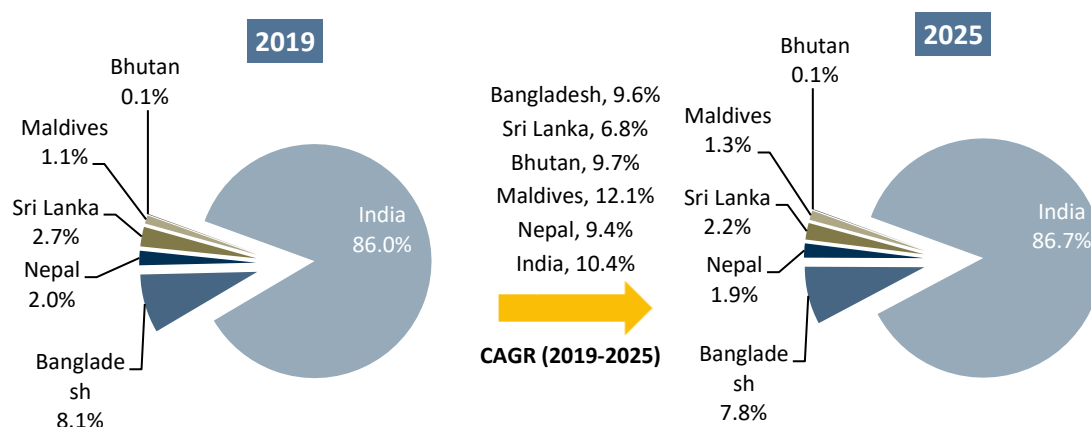 2019
Bhutan
0.1%
Maldives
1.1%
Sri Lanka
2.7%
Nepal
2.0%
Banglade
sh
8.1%
India
86.0%
Bangladesh, 9.6%
Sri Lanka, 6.8%
Bhutan, 9.7%
Maldives, 12.1%
Nepal, 9.4%
India, 10.4%
CAGR (2019-2025)
2025
Bhutan
0.1%
Maldives
1.3%
Sri Lanka
2.2%
Nepal
1.9%
Banglade
sh
7.8%
India
86.7%